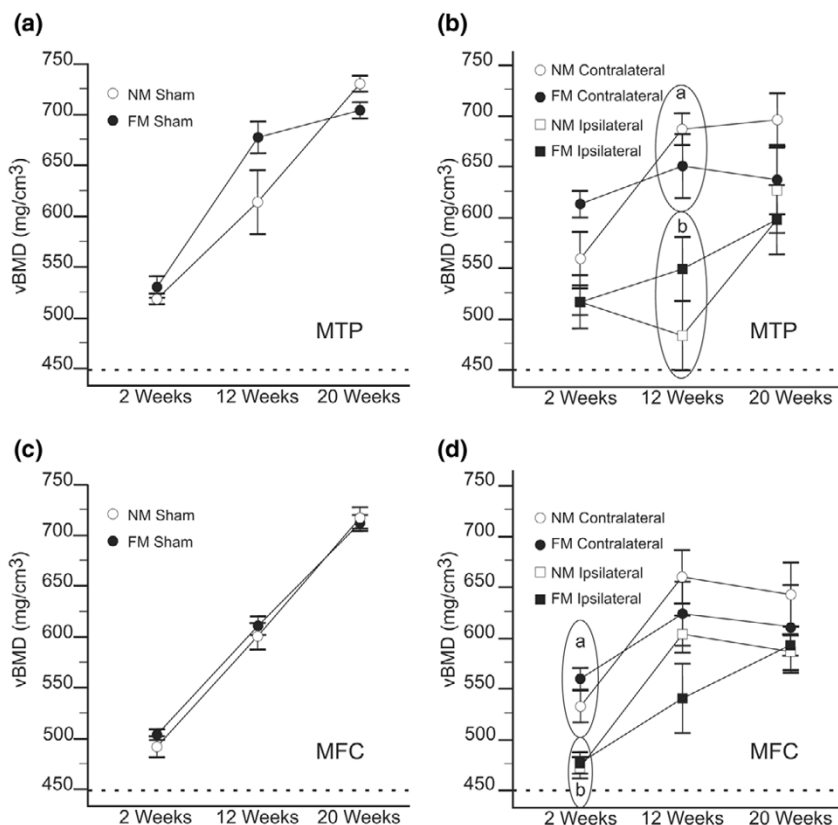 (a)
750
700
650
600
550
500
450
vBMD (mg/cm3)
NM Sham
FM Sham
MTP
2 Weeks 12 Weeks 20 Weeks
(b)
750
700
650
600
550
500
450
vBMD (mg/cm3)
NM Contralateral
FM Contralateral
NM Ipsilateral
FM Ipsilateral
a
b
MTP
2 Weeks 12 Weeks 20 Weeks
(c)
750
700
650
600
550
500
450
vBMD (mg/cm3)
NM Sham
FM Sham
MFC
2 Weeks 12 Weeks 20 Weeks
(d)
750
700
650
600
550
500
450
vBMD (mg/cm3)
NM Contralateral
FM Contralateral
NM Ipsilateral
FM Ipsilateral
a
b
MFC
2 Weeks 12 Weeks 20 Weeks